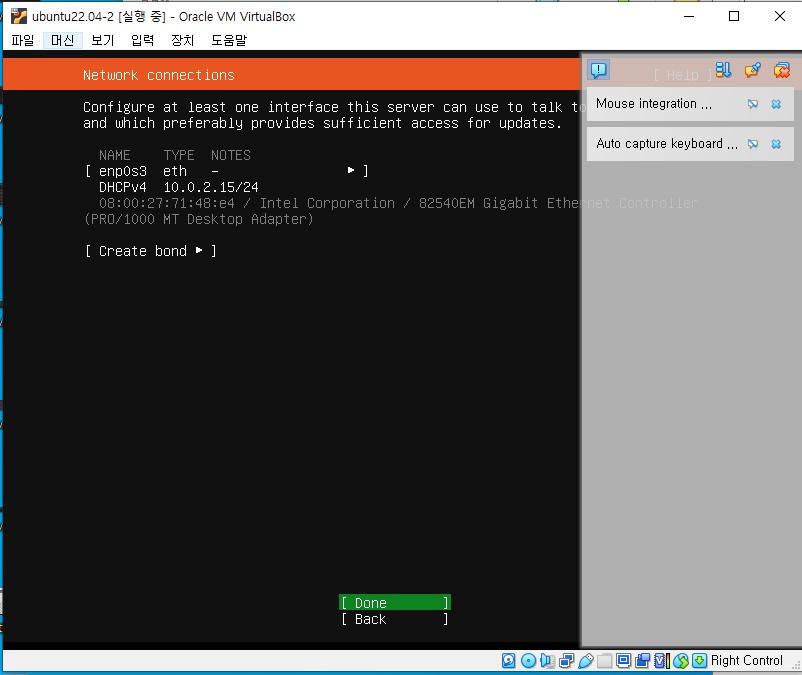 ubuntu22.04-2 [실행 중] - Oracle VM VirtualBox
파일 머신 보기 입력 장치 도움말
Network connections [ Help ]
Configure at least one interface this server can use to talk to
and which preferably provides sufficient access for updates.
NAME TYPE NOTES
[ enp0s3 eth - ▸ ]
DHCPv4 10.0.2.15/24
08:00:27:71:48:e4 / Intel Corporation / 82540EM Gigabit Ethernet Controller
(PRO/1000 MT Desktop Adapter)
[ Create bond ▸ ]
Mouse integration ...
Auto capture keyboard ...
[ Done ]
[ Back ]
Right Control